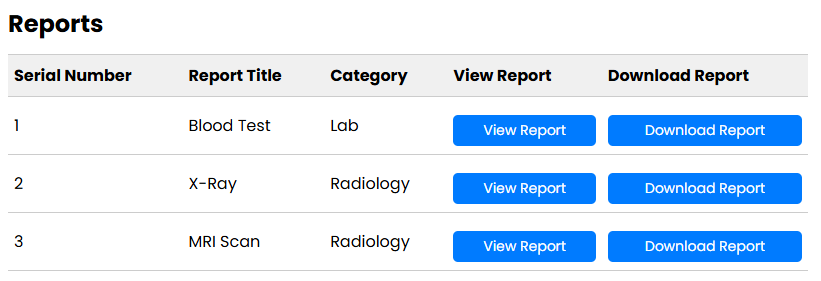 Reports
Serial Number Report Title Category View Report Download Report
1 Blood Test Lab View Report Download Report
2 X-Ray Radiology View Report Download Report
3 MRI Scan Radiology View Report Download Report